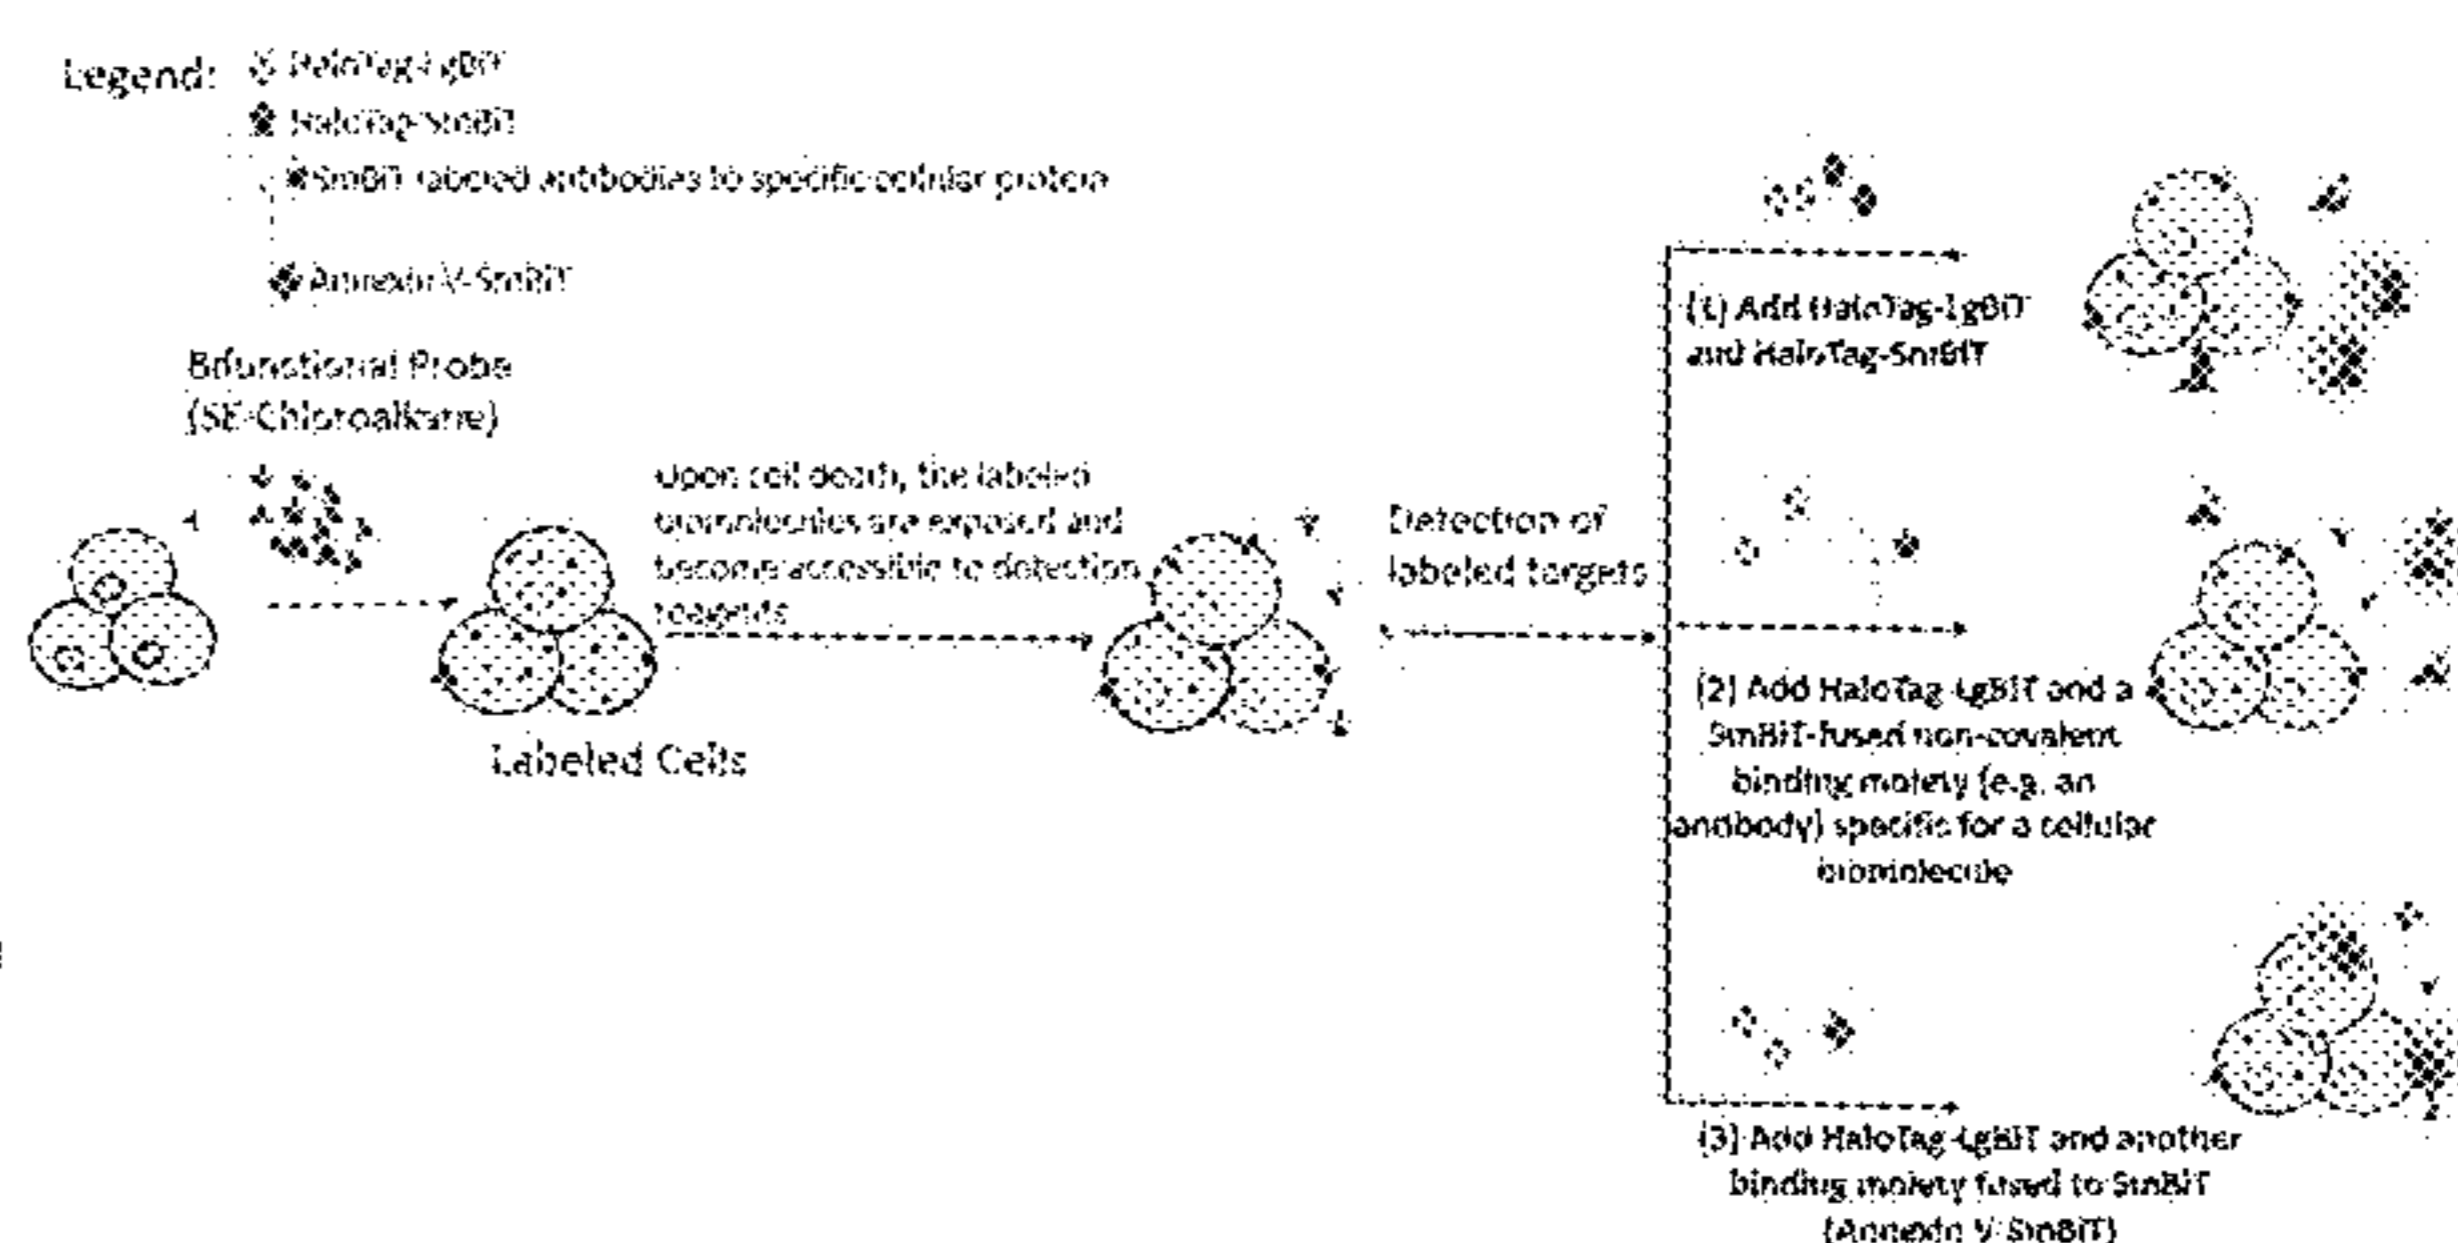 Legend:
HaloTag-LgBiT
HaloTag-SmBiT
SmBiT labeled antibodies to specific cellular protein
Annexin V-SmBiT
Bifunctional Probe
(SE-Chloroalkane)
Upon cell death, the labeled
biomolecules are exposed and
become accessible to detection
reagents
Labeled Cells
Detection of
labeled targets
(1) Add HaloTag-LgBiT
and HaloTag-SmBiT
(2) Add HaloTag-LgBiT and a
SmBiT-fused non-covalent
binding moiety (e.g. an
antibody) specific for a cellular
biomolecule
(3) Add HaloTag-LgBiT and another
binding moiety fused to SmBiT
(Annexin V-SmBiT)